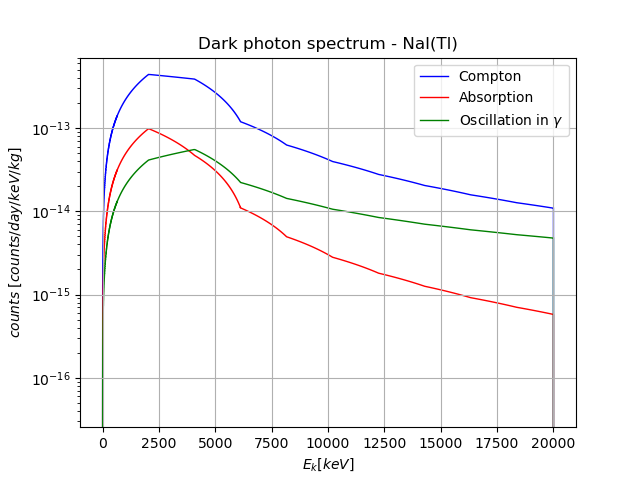 Dark photon spectrum - NaI(Tl)
Compton
Absorption
Oscillation in γ
counts [counts/day/keV/kg]
10⁻¹³
10⁻¹⁴
10⁻¹⁵
10⁻¹⁶
0 2500 5000 7500 10000 12500 15000 17500 20000
E_k[keV]